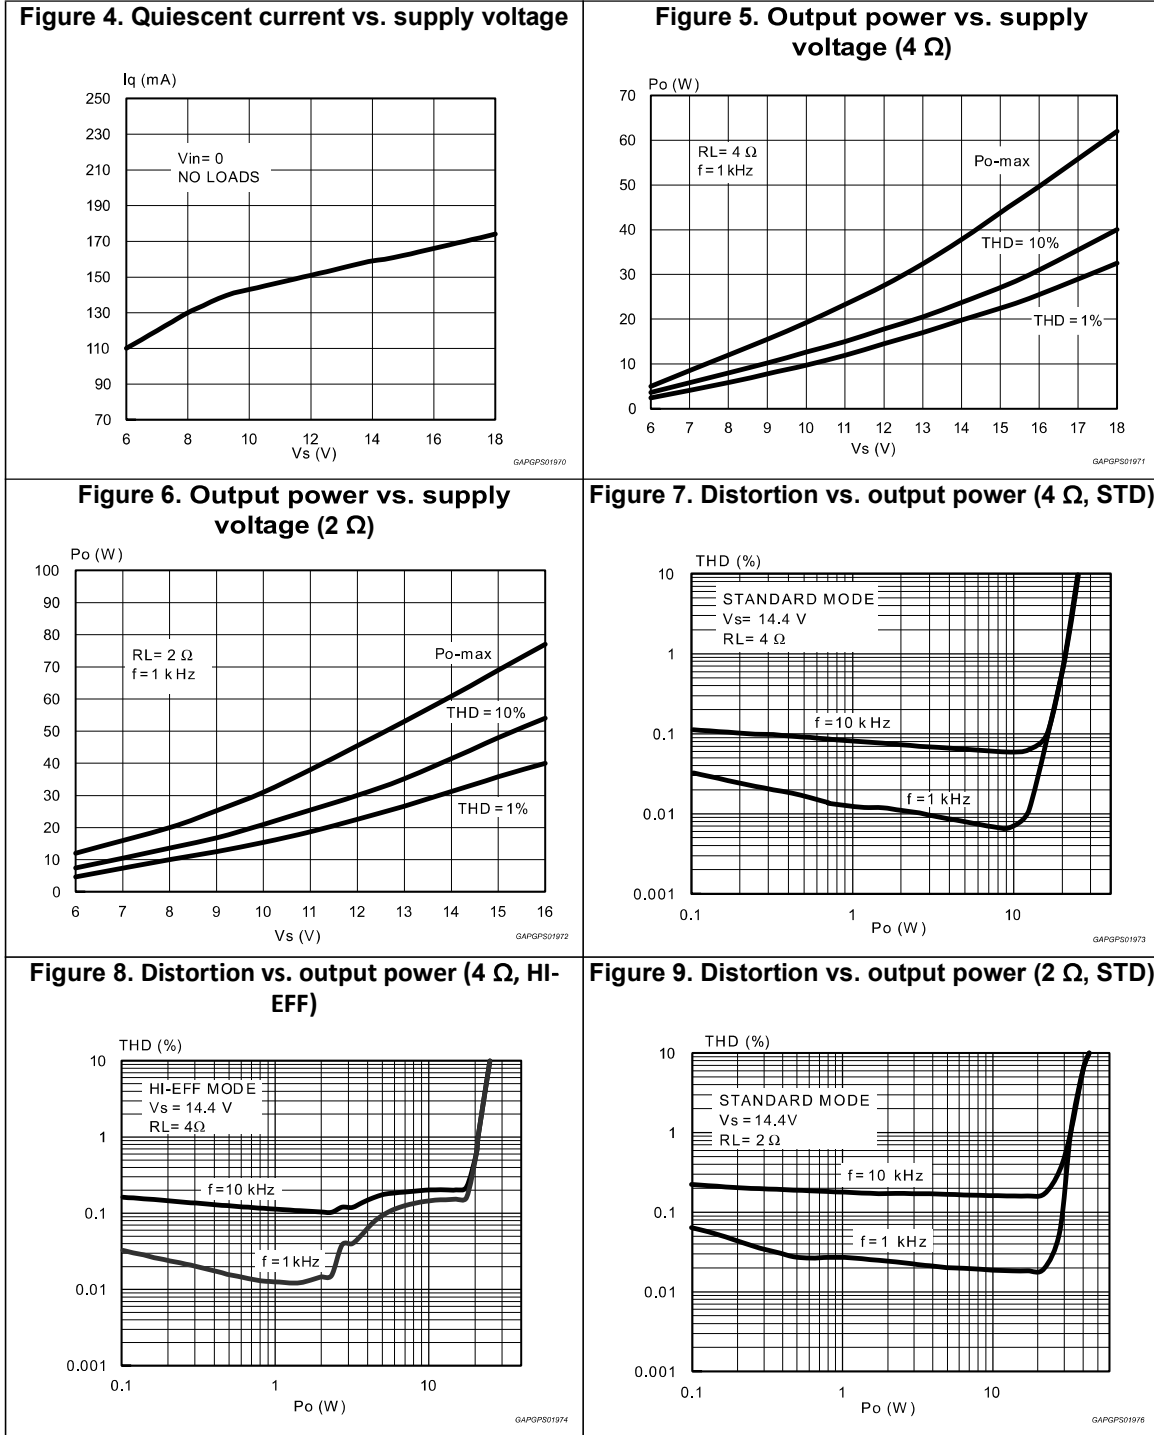 Figure 4. Quiescent current vs. supply voltage
Iq (mA)
250
230
210
190
170
150
130
110
90
70
Vin= 0
NO LOADS
6 8 10 12 14 16 18
Vs (V)
GAPGPS01970
Figure 5. Output power vs. supply
voltage (4 Ω)
Po (W)
70
60
50
40
30
20
10
0
RL= 4 Ω
f = 1 kHz
Po-max
THD= 10%
THD = 1%
6 7 8 9 10 11 12 13 14 15 16 17 18
Vs (V)
GAPGPS01971
Figure 6. Output power vs. supply
voltage (2 Ω)
Po (W)
100
90
80
70
60
50
40
30
20
10
0
RL= 2 Ω
f = 1 kHz
Po-max
THD = 10%
THD = 1%
6 7 8 9 10 11 12 13 14 15 16
Vs (V)
GAPGPS01972
Figure 7. Distortion vs. output power (4 Ω, STD)
THD (%)
10
1
0.1
0.01
0.001
STANDARD MODE
Vs= 14.4 V
RL= 4 Ω
f = 10 kHz
f = 1 kHz
0.1 1 10
Po (W)
GAPGPS01973
Figure 8. Distortion vs. output power (4 Ω, HI-
EFF)
THD (%)
10
1
0.1
0.01
0.001
HI-EFF MODE
Vs = 14.4 V
RL= 4Ω
f = 10 kHz
f = 1 kHz
0.1 1 10
Po (W)
GAPGPS01974
Figure 9. Distortion vs. output power (2 Ω, STD)
THD (%)
10
1
0.1
0.01
0.001
STANDARD MODE
Vs = 14.4V
RL= 2 Ω
f = 10 kHz
f = 1 kHz
0.1 1 10
Po (W)
GAPGPS01976